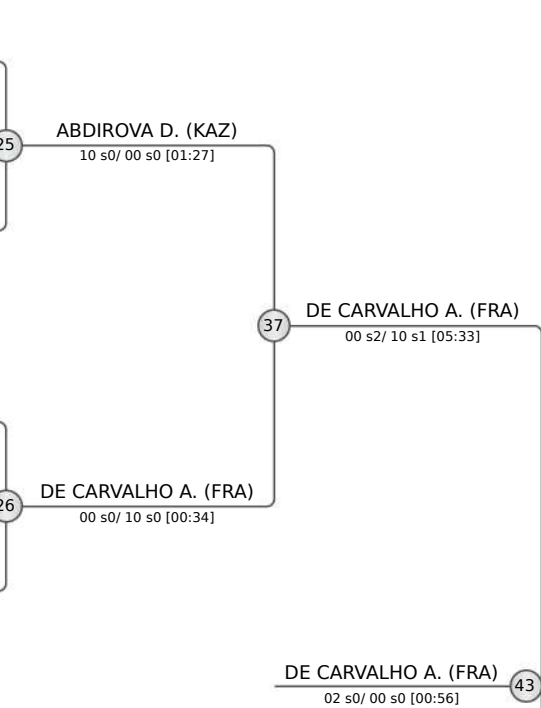 ABDIROVA D. (KAZ)
25
10 s0/ 00 s0 [01:27]
DE CARVALHO A. (FRA)
37
00 s2/ 10 s1 [05:33]
DE CARVALHO A. (FRA)
26
00 s0/ 10 s0 [00:34]
DE CARVALHO A. (FRA)
43
02 s0/ 00 s0 [00:56]